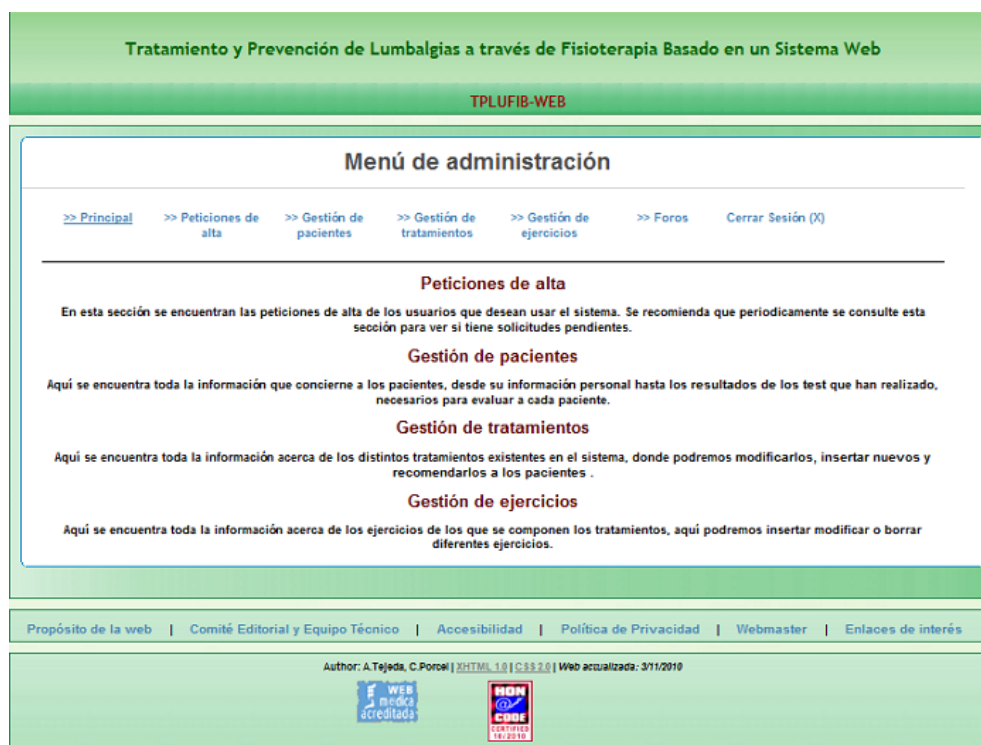 Tratamiento y Prevención de Lumbalgias a través de Fisioterapia Basado en un Sistema Web
TPLUFIB-WEB
Menú de administración
>> Principal >> Peticiones de alta >> Gestión de pacientes >> Gestión de tratamientos >> Gestión de ejercicios >> Foros Cerrar Sesión (X)
Peticiones de alta
En esta sección se encuentran las peticiones de alta de los usuarios que desean usar el sistema. Se recomienda que periodicamente se consulte esta
sección para ver si tiene solicitudes pendientes.
Gestión de pacientes
Aquí se encuentra toda la información que concierne a los pacientes, desde su información personal hasta los resultados de los test que han realizado,
necesarios para evaluar a cada paciente.
Gestión de tratamientos
Aquí se encuentra toda la información acerca de los distintos tratamientos existentes en el sistema, donde podremos modificarlos, insertar nuevos y
recomendarlos a los pacientes .
Gestión de ejercicios
Aquí se encuentra toda la información acerca de los ejercicios de los que se componen los tratamientos, aquí podremos insertar modificar o borrar
diferentes ejercicios.
Propósito de la web | Comité Editorial y Equipo Técnico | Accesibilidad | Política de Privacidad | Webmaster | Enlaces de interés
Author: A.Tejeda, C.Porcel | XHTML 1.0 | CSS 2.0 | Web actualizada: 3/11/2010
WEB
medica
acreditada
HON
@
CODE
CERTIFIED
10/2010